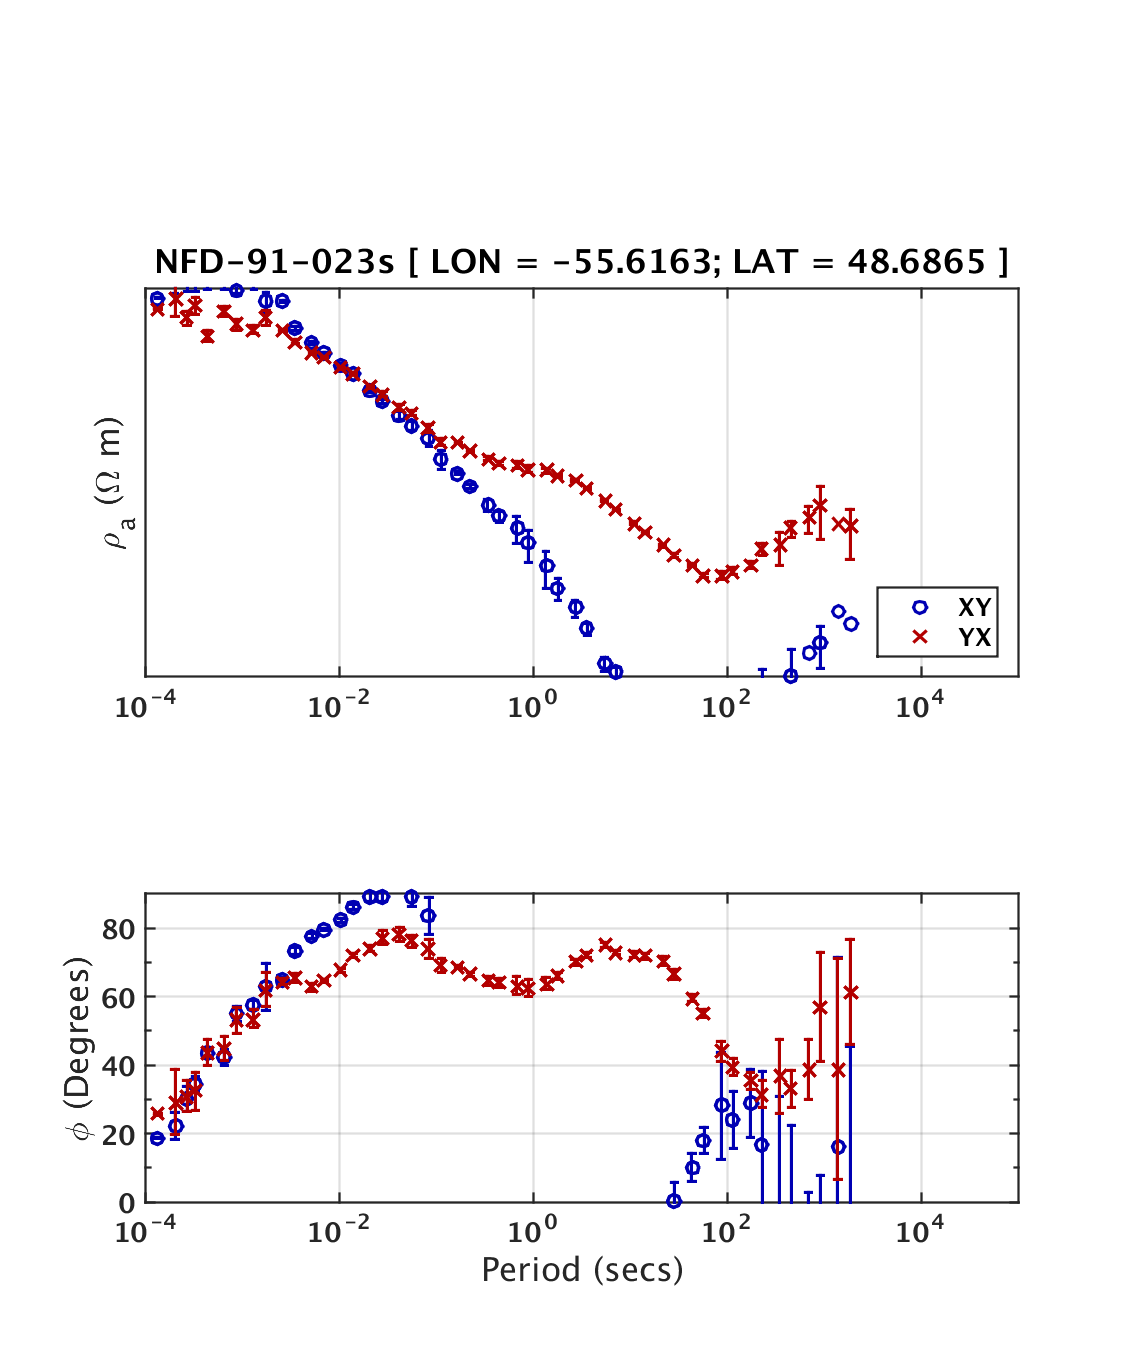 NFD-91-023s [ LON = -55.6163; LAT = 48.6865 ]
ρa (Ω m)
XY
YX
10^-4 10^-2 10^0 10^2 10^4
80
60
40
20
0
ϕ (Degrees)
10^-4 10^-2 10^0 10^2 10^4
Period (secs)